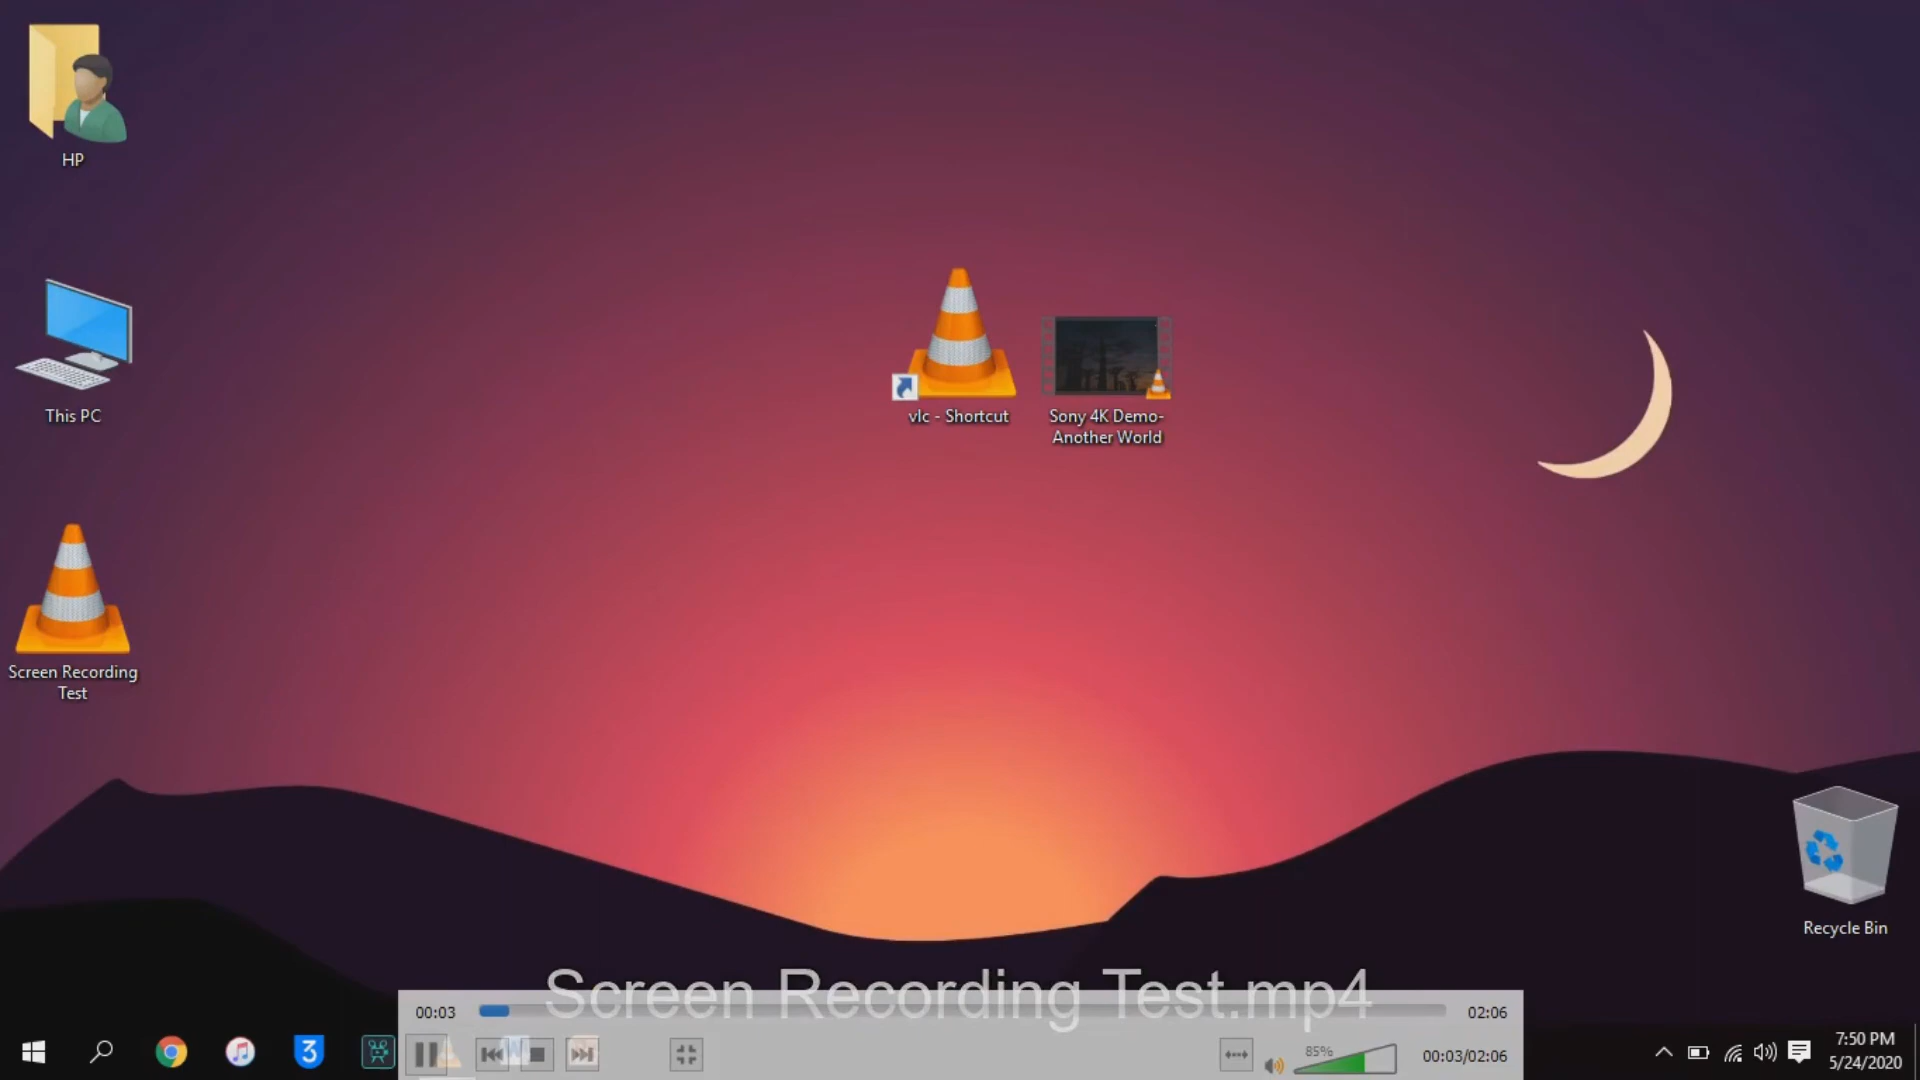 HP
This PC
Screen Recording
Test
vlc - Shortcut
Sony 4K Demo-
Another World
Recycle Bin
Screen Recording Test.mp4
00:03
02:06
85%
00:03/02:06
3
7:50 PM
5/24/2020